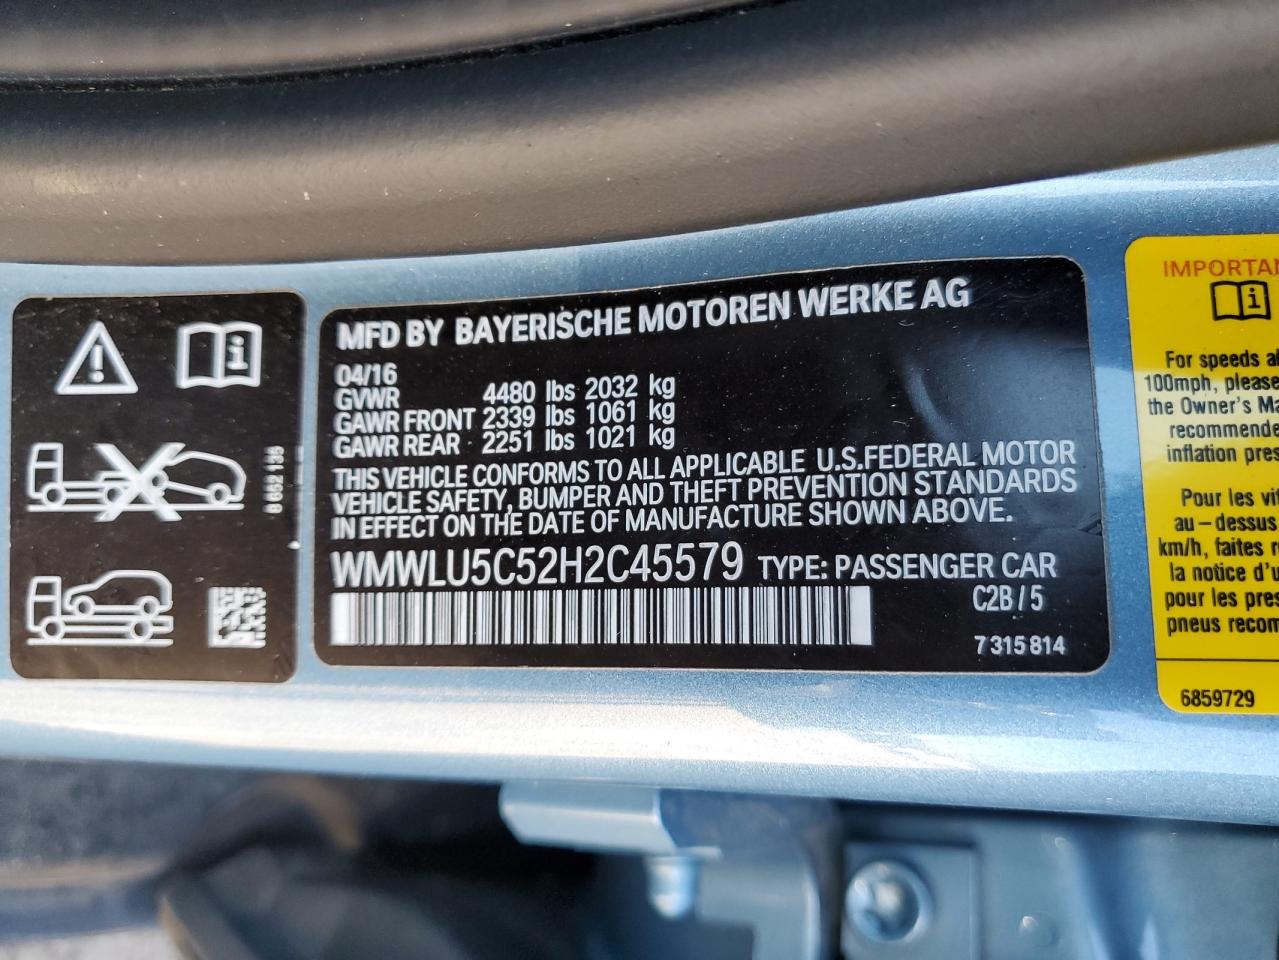 MFD BY BAYERISCHE MOTOREN WERKE AG
04/16
GVWR 4480 lbs 2032 kg
GAWR FRONT 2339 lbs 1061 kg
GAWR REAR 2251 lbs 1021 kg
THIS VEHICLE CONFORMS TO ALL APPLICABLE U.S.FEDERAL MOTOR
VEHICLE SAFETY, BUMPER AND THEFT PREVENTION STANDARDS
IN EFFECT ON THE DATE OF MANUFACTURE SHOWN ABOVE.
WMWLU5C52H2C45579 TYPE: PASSENGER CAR
C2B/5
7 315 814
8 652 135
IMPORTAN
For speeds a
100mph, please
the Owner's Ma
recommende
inflation pres
Pour les vi
au-dessus
km/h, faites r
la notice d'u
pour les pres
pneus recom
6859729